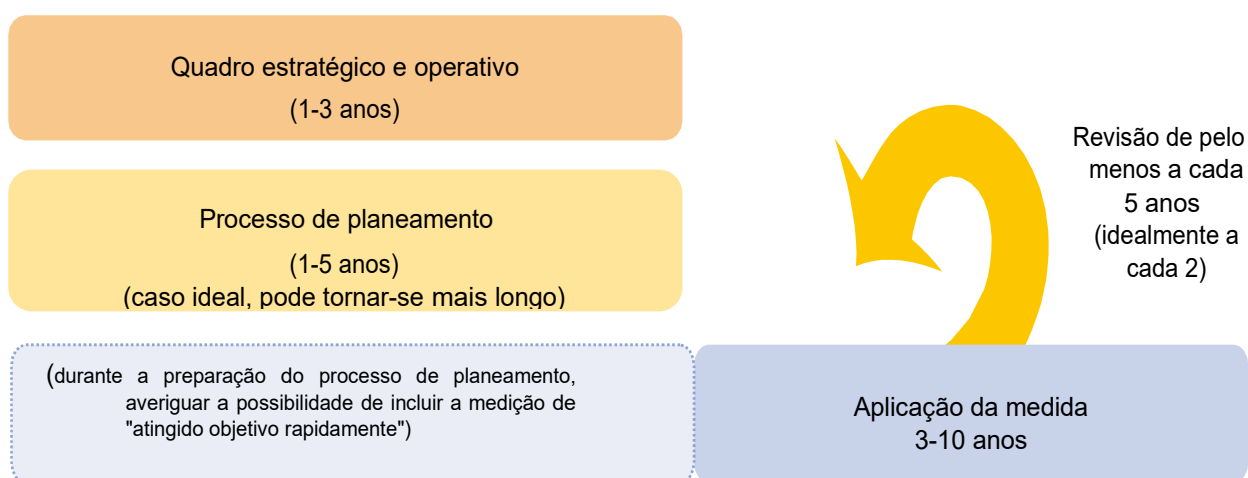 Quadro estratégico e operativo
(1-3 anos)
Processo de planeamento
(1-5 anos)
(caso ideal, pode tornar-se mais longo)
(durante a preparação do processo de planeamento,
averiguar a possibilidade de incluir a medição de
"atingido objetivo rapidamente")
Revisão de pelo
menos a cada
5 anos
(idealmente a
cada 2)
Aplicação da medida
3-10 anos